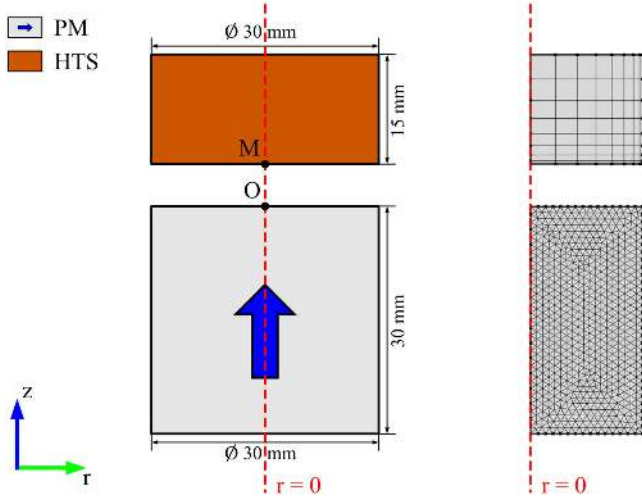 PM
HTS
Ø 30 mm
15 mm
M
O
30 mm
z
r
Ø 30 mm
r = 0
r = 0